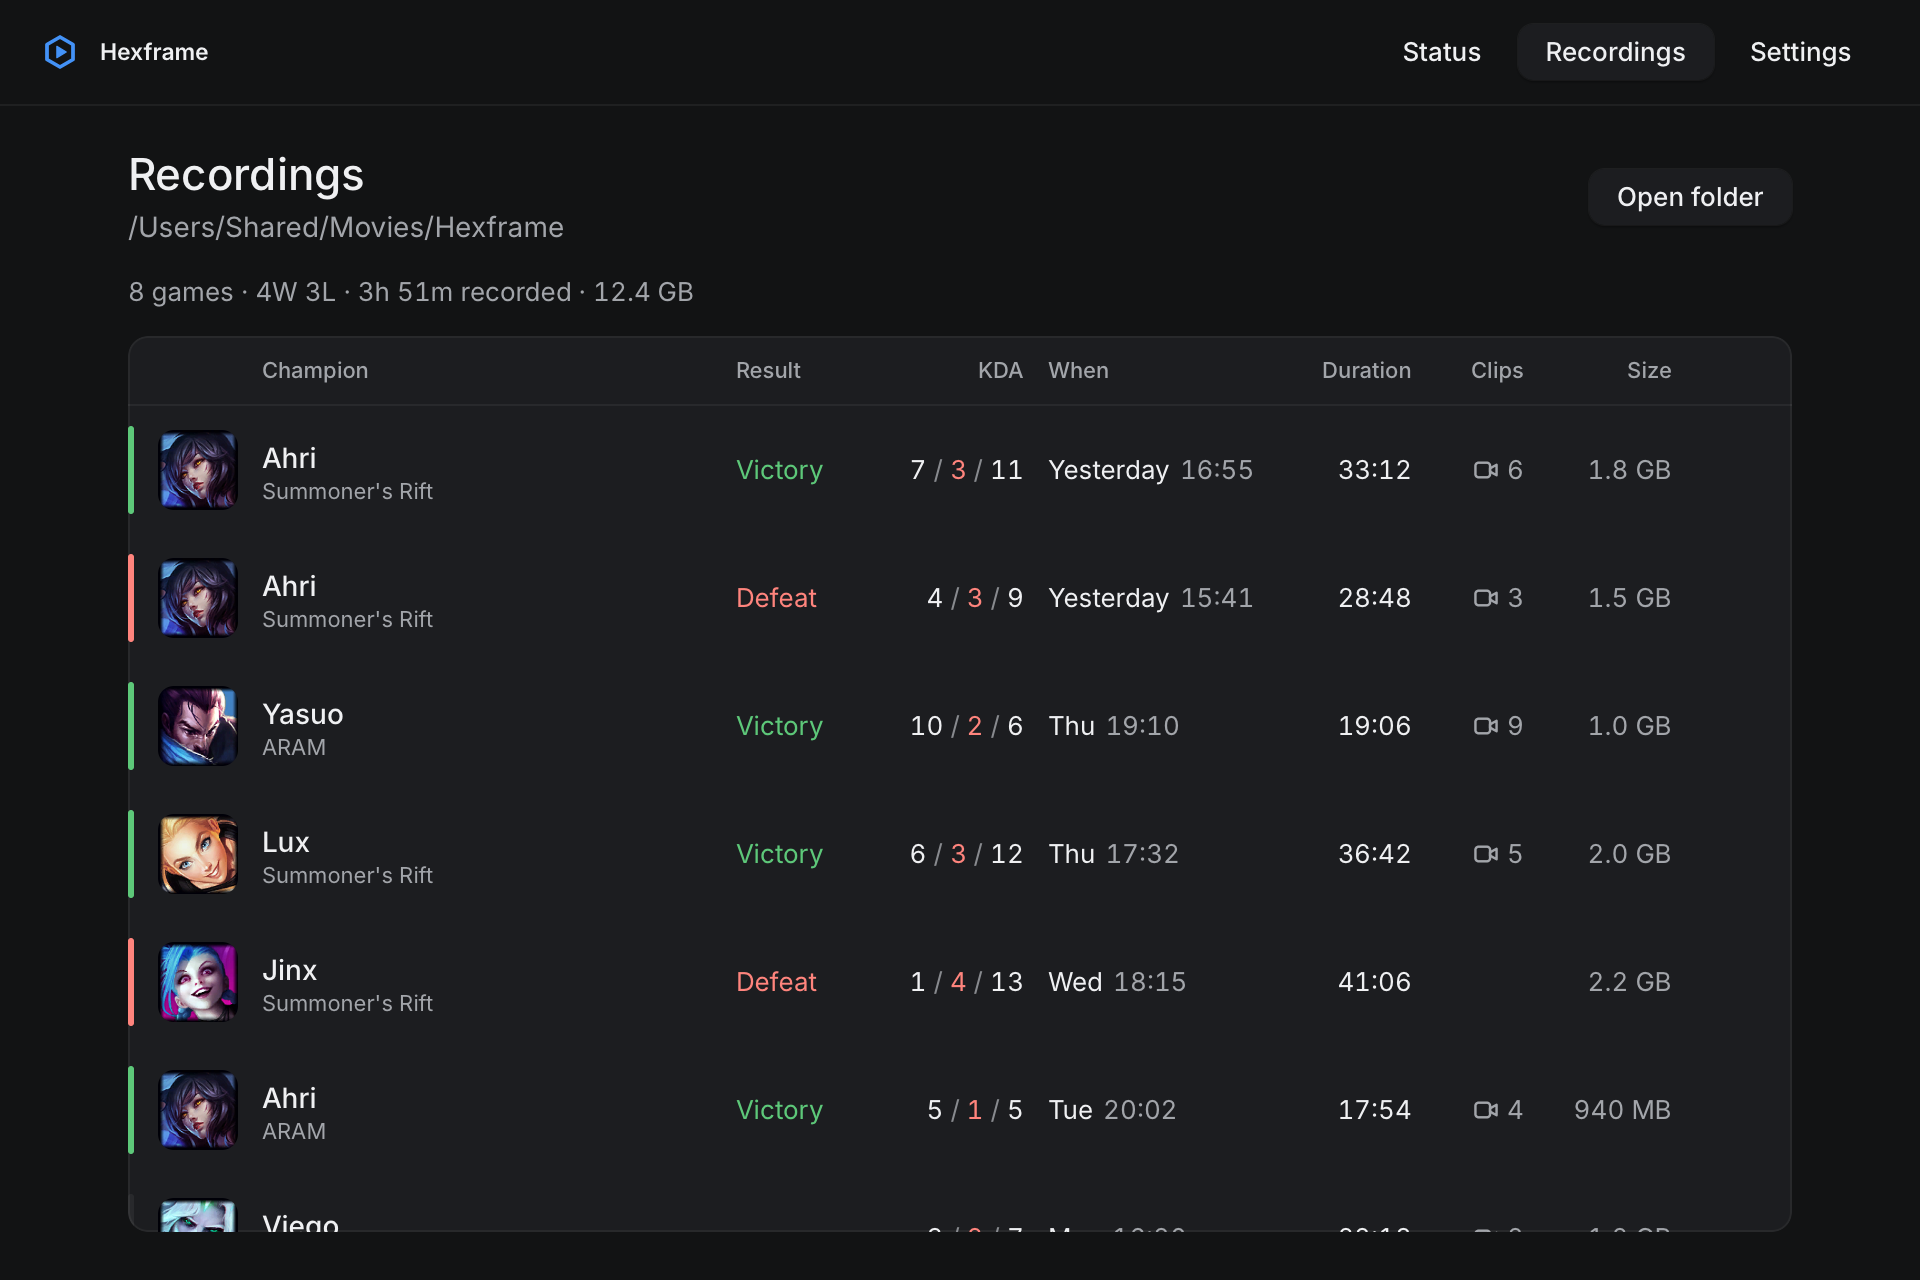 Hexframe
Status Recordings Settings
Recordings
/Users/Shared/Movies/Hexframe
Open folder
8 games · 4W 3L · 3h 51m recorded · 12.4 GB
Champion Result KDA When Duration Clips Size
Ahri
Summoner's Rift
Victory 7 / 3 / 11 Yesterday 16:55 33:12 6 1.8 GB
Ahri
Summoner's Rift
Defeat 4 / 3 / 9 Yesterday 15:41 28:48 3 1.5 GB
Yasuo
ARAM
Victory 10 / 2 / 6 Thu 19:10 19:06 9 1.0 GB
Lux
Summoner's Rift
Victory 6 / 3 / 12 Thu 17:32 36:42 5 2.0 GB
Jinx
Summoner's Rift
Defeat 1 / 4 / 13 Wed 18:15 41:06 2.2 GB
Ahri
ARAM
Victory 5 / 1 / 5 Tue 20:02 17:54 4 940 MB
Viego